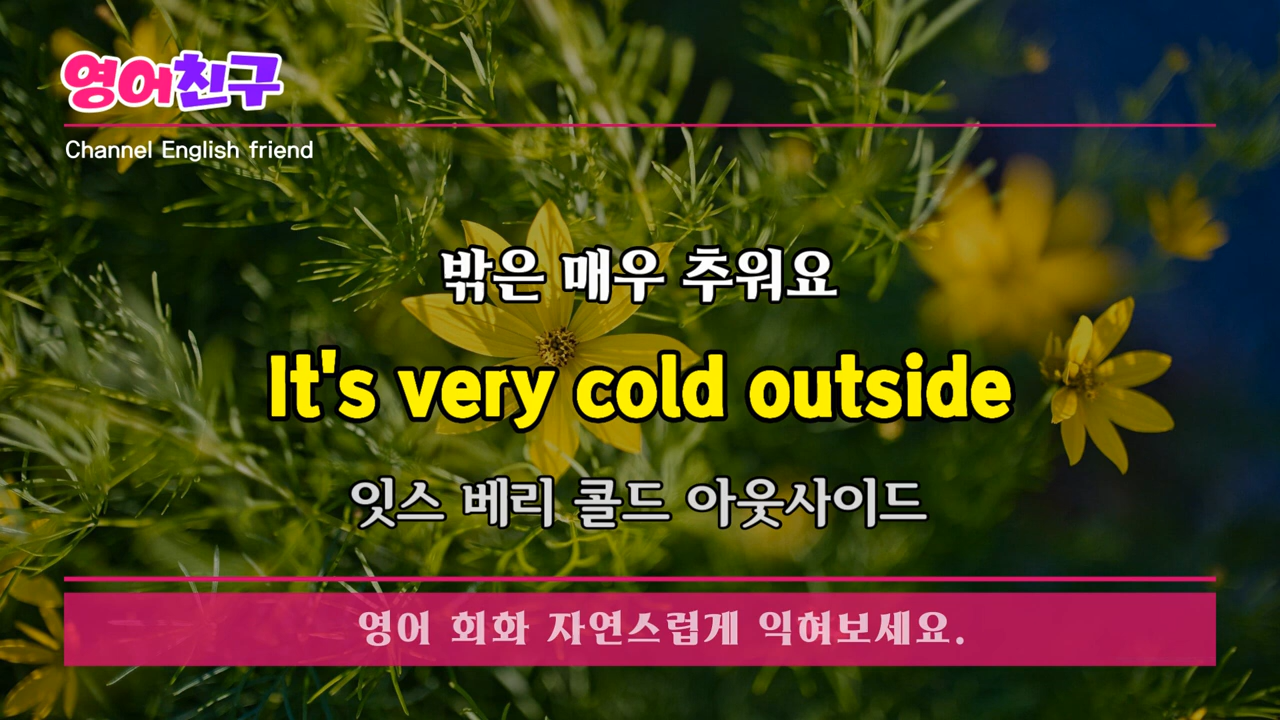 영어친구
Channel English friend
밖은 매우 추워요
It's very cold outside
잇스 베리 콜드 아웃사이드
영어 회화 자연스럽게 익혀보세요.